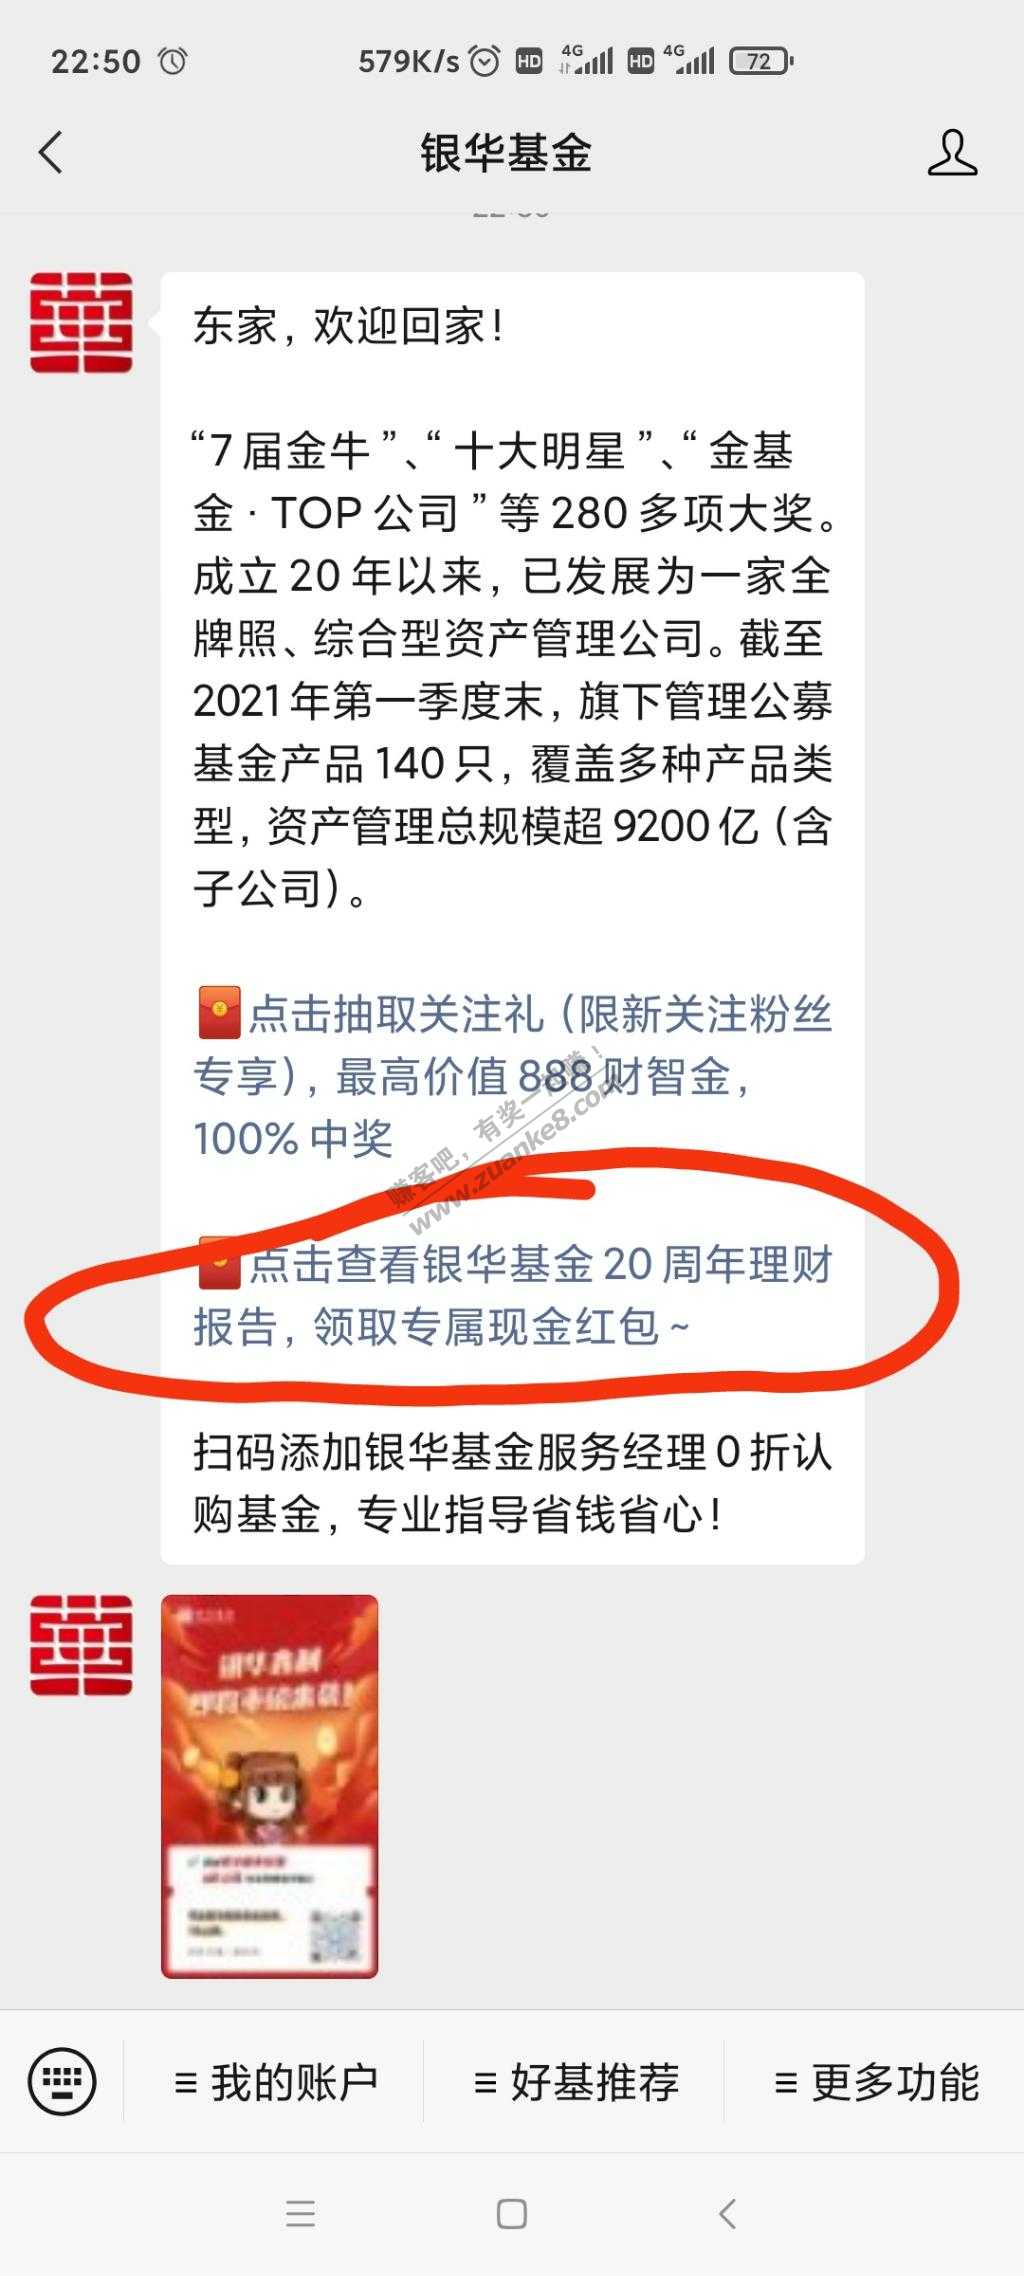 22:50 579K/s HD 4G HD 4G 72
银华基金
东家，欢迎回家！
“7届金牛”、“十大明星”、“金基
金·TOP公司”等280多项大奖。
成立20年以来，已发展为一家全
牌照、综合型资产管理公司。截至
2021年第一季度末，旗下管理公募
基金产品140只，覆盖多种产品类
型，资产管理总规模超9200亿（含
子公司）。
点击抽取关注礼（限新关注粉丝
专享），最高价值888财智金，
100%中奖
赚客吧，有奖一起赚！
www.zuanke8.com
点击查看银华基金20周年理财
报告，领取专属现金红包~
扫码添加银华基金服务经理0折认
购基金，专业指导省钱省心！
我的账户 好基推荐 更多功能